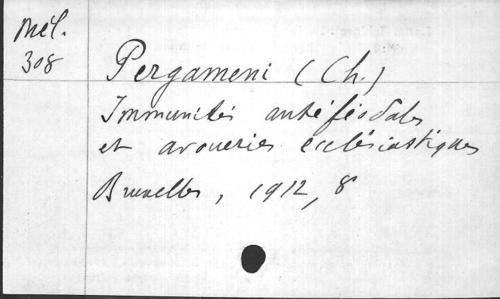 Mél.
308
Pergameni (Ch.)
Immunités antéféodales
et avoueries ecclésiastiques
Bruxelles, 1912, 8